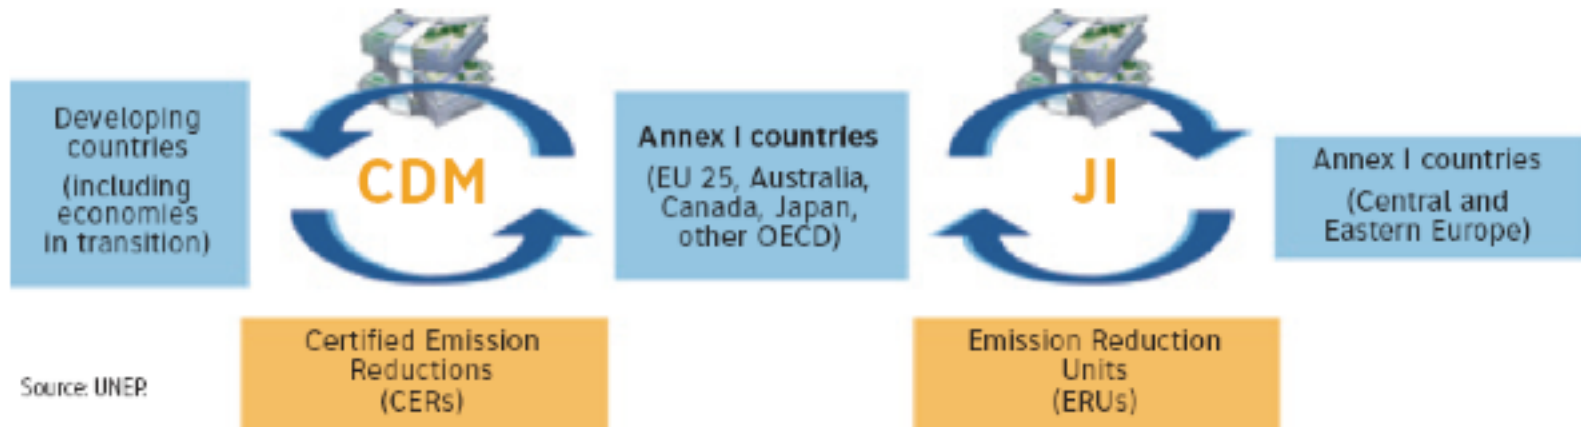 Developing
countries
(including
economies
in transition)
CDM
Certified Emission
Reductions
(CERs)
Annex I countries
(EU 25, Australia,
Canada, Japan,
other OECD)
JI
Emission Reduction
Units
(ERUs)
Annex I countries
(Central and
Eastern Europe)
Source: UNEP.